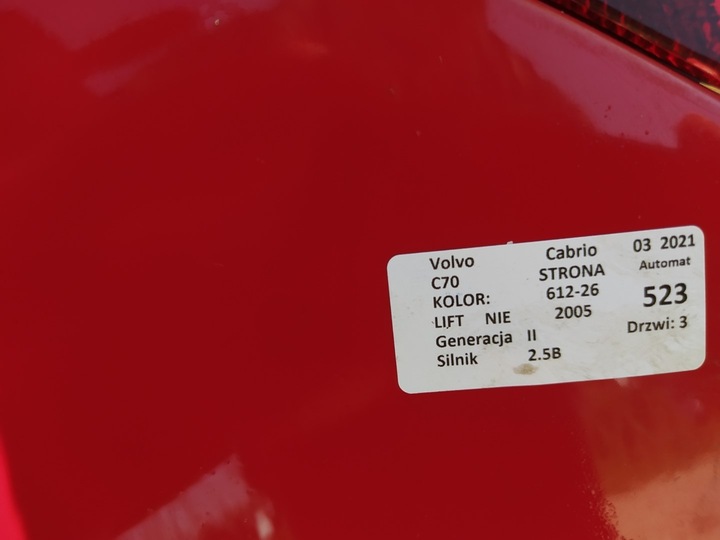 Volvo Cabrio 03 2021
C70 STRONA Automat
KOLOR: 612-26 523
LIFT NIE 2005
Generacja II Drzwi: 3
Silnik 2.5B